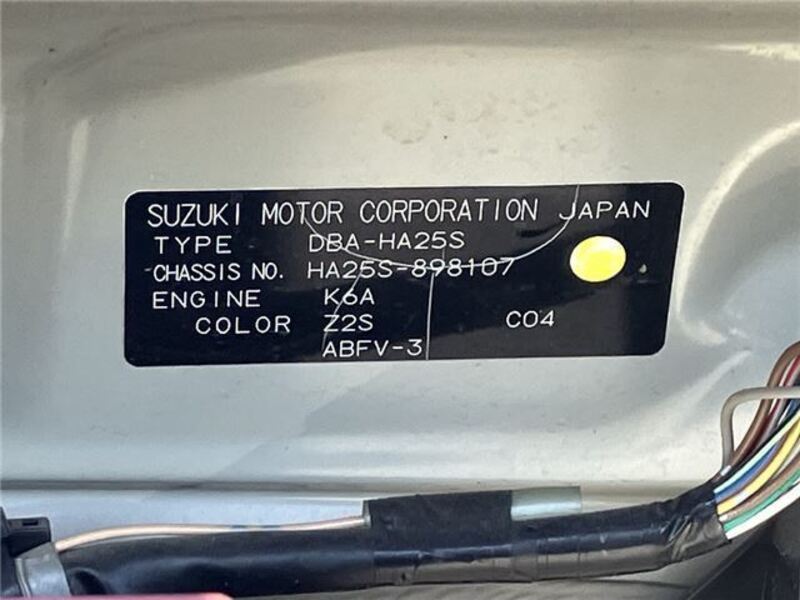 SUZUKI MOTOR CORPORATION JAPAN
TYPE DBA-HA25S
CHASSIS NO. HA25S-898107
ENGINE K6A
COLOR Z2S C04
ABFV-3